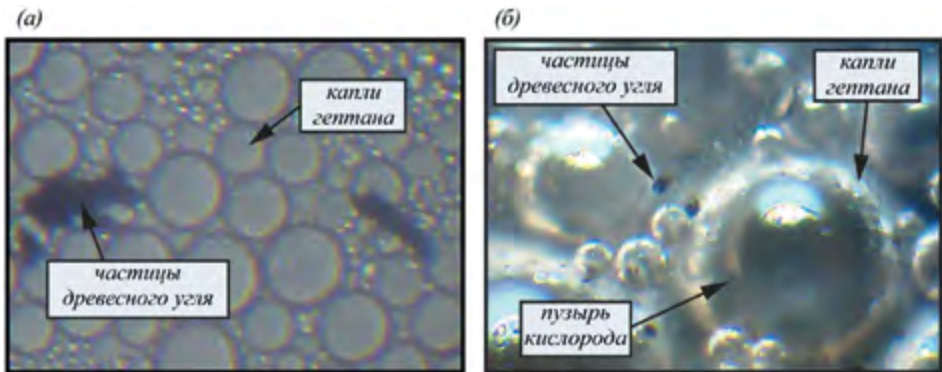 (а)
(б)
капли
гептана
частицы
древесного угля
частицы
древесного угля
капли
гептана
пузырь
кислорода